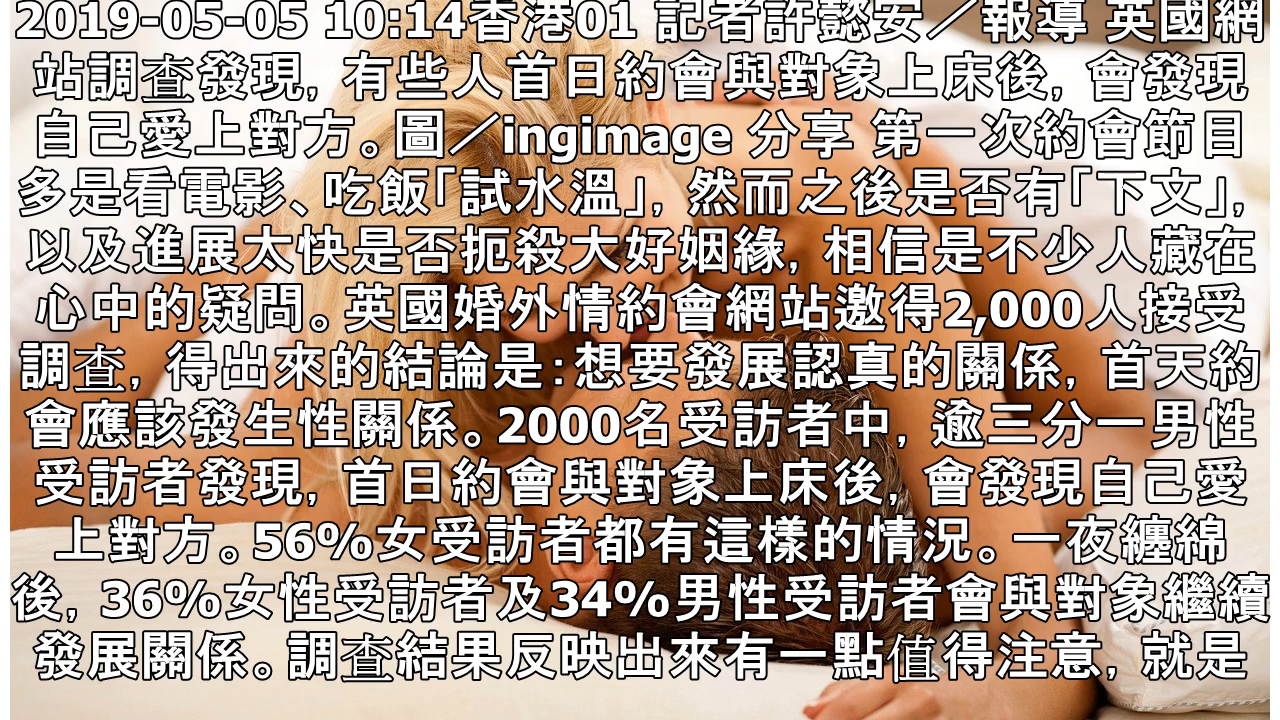 2019-05-05 10:14香港01 記者許懿安／報導 英國網
站調查發現, 有些人首日約會與對象上床後, 會發現
自己愛上對方。圖／ingimage 分享 第一次約會節目
多是看電影、吃飯「試水溫」, 然而之後是否有「下文」,
以及進展太快是否扼殺大好姻緣, 相信是不少人藏在
心中的疑問。英國婚外情約會網站邀得2,000人接受
調查, 得出來的結論是：想要發展認真的關係, 首天約
會應該發生性關係。2000名受訪者中, 逾三分一男性
受訪者發現, 首日約會與對象上床後, 會發現自己愛
上對方。56%女受訪者都有這樣的情況。一夜纏綿
後, 36%女性受訪者及34%男性受訪者會與對象繼續
發展關係。調查結果反映出來有一點值得注意, 就是